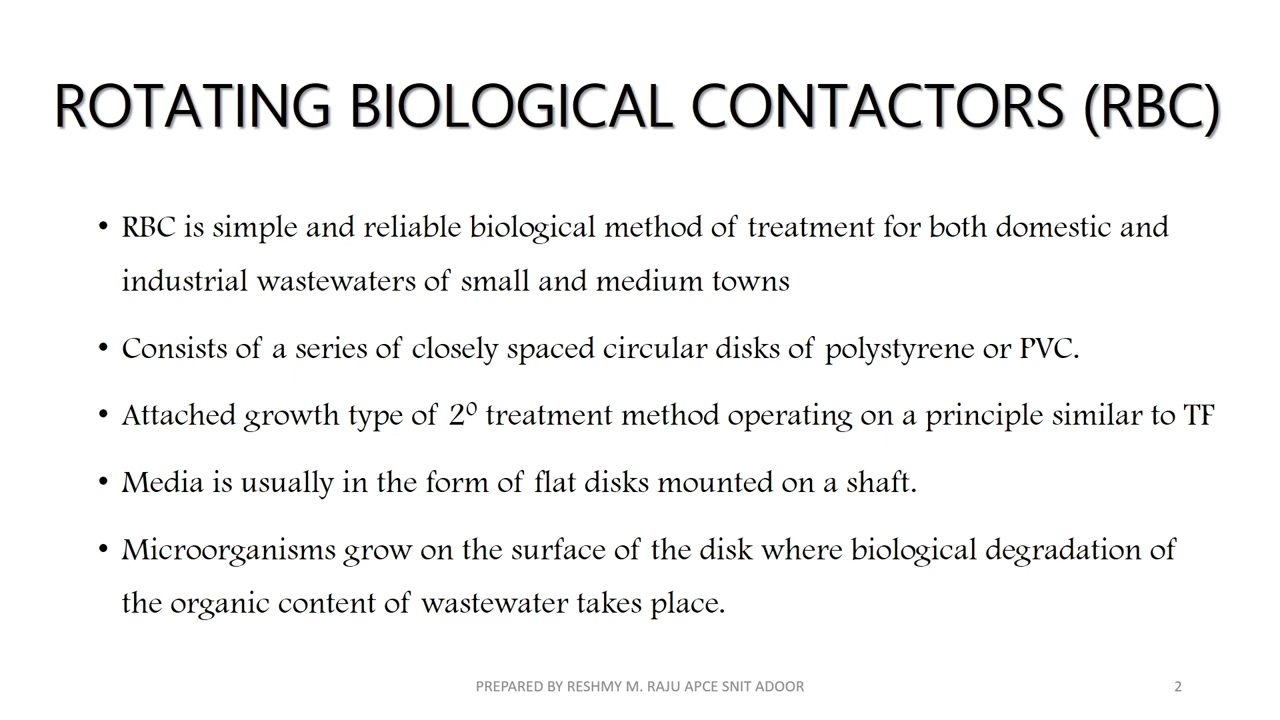 ROTATING BIOLOGICAL CONTACTORS (RBC)
• RBC is simple and reliable biological method of treatment for both domestic and
industrial wastewaters of small and medium towns
• Consists of a series of closely spaced circular disks of polystyrene or PVC.
• Attached growth type of 2⁰ treatment method operating on a principle similar to TF
• Media is usually in the form of flat disks mounted on a shaft.
• Microorganisms grow on the surface of the disk where biological degradation of
the organic content of wastewater takes place.
PREPARED BY RESHMY M. RAJU APCE SNIT ADOOR
2